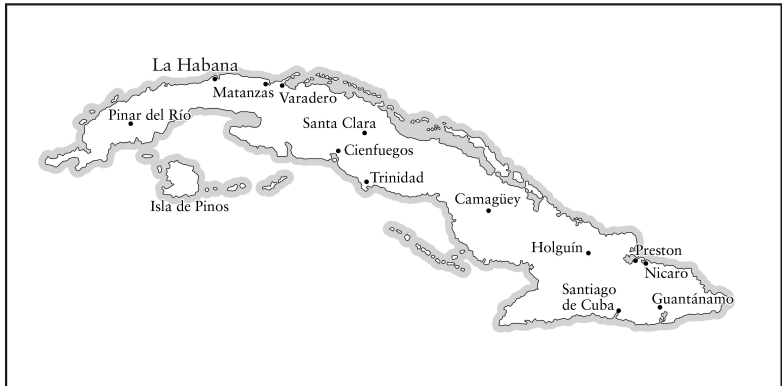 La Habana
Matanzas
Varadero
Pinar del Río
Santa Clara
Cienfuegos
Trinidad
Isla de Pinos
Camagüey
Holguín
Preston
Nicaro
Santiago
de Cuba
Guantánamo